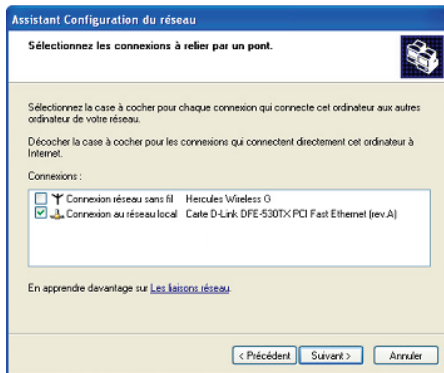 Assistant Configuration du réseau
Sélectionnez les connexions à relier par un pont.
Sélectionnez la case à cocher pour chaque connexion qui connecte cet ordinateur aux autres
ordinateur de votre réseau.
Décocher la case à cocher pour les connexions qui connectent directement cet ordinateur à
Internet.
Connexions :
Connexion réseau sans fil Hercules Wireless G
Connexion au réseau local Carte D-Link DFE-530TX PCI Fast Ethernet (rev.A)
En apprendre davantage sur Les liaisons réseau.
< Précédent Suivant > Annuler